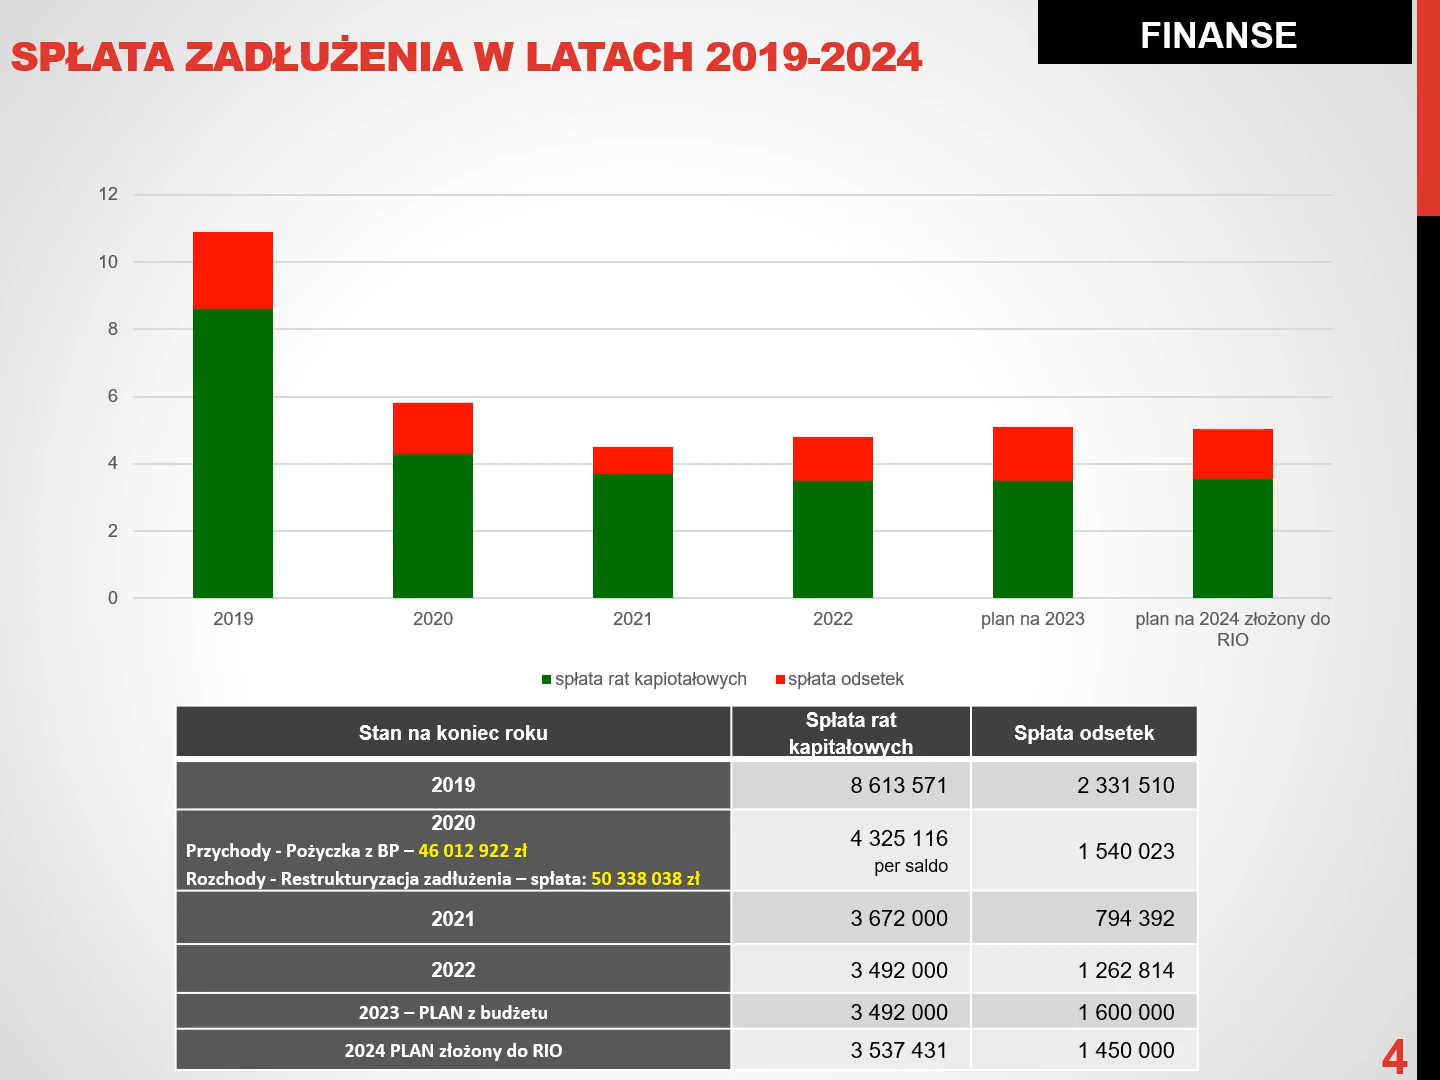 SPŁATA ZADŁUŻENIA W LATACH 2019-2024
FINANSE
12
10
8
6
4
2
0
2019
2020
2021
2022
plan na 2023
plan na 2024 złożony do
RIO
spłata rat kapiotałowych
spłata odsetek
Stan na koniec roku
Spłata rat
kapitałowych
Spłata odsetek
2019
8 613 571
2 331 510
2020
Przychody - Pożyczka z BP – 46 012 922 zł
Rozchody - Restrukturyzacja zadłużenia – spłata: 50 338 038 zł
4 325 116
per saldo
1 540 023
2021
3 672 000
794 392
2022
3 492 000
1 262 814
2023 – PLAN z budżetu
3 492 000
1 600 000
2024 PLAN złożony do RIO
3 537 431
1 450 000
4